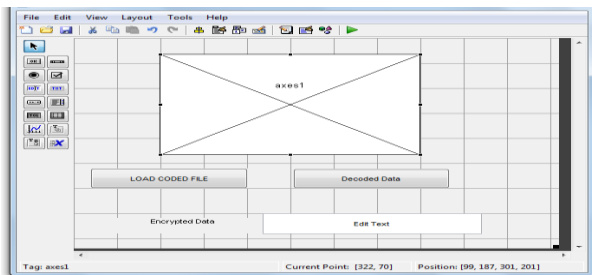 File Edit View Layout Tools Help
axes1
LOAD CODED FILE
Decoded Data
Encrypted Data
Edit Text
Tag: axes1
Current Point: [322, 70]
Position: [99, 187, 301, 201]